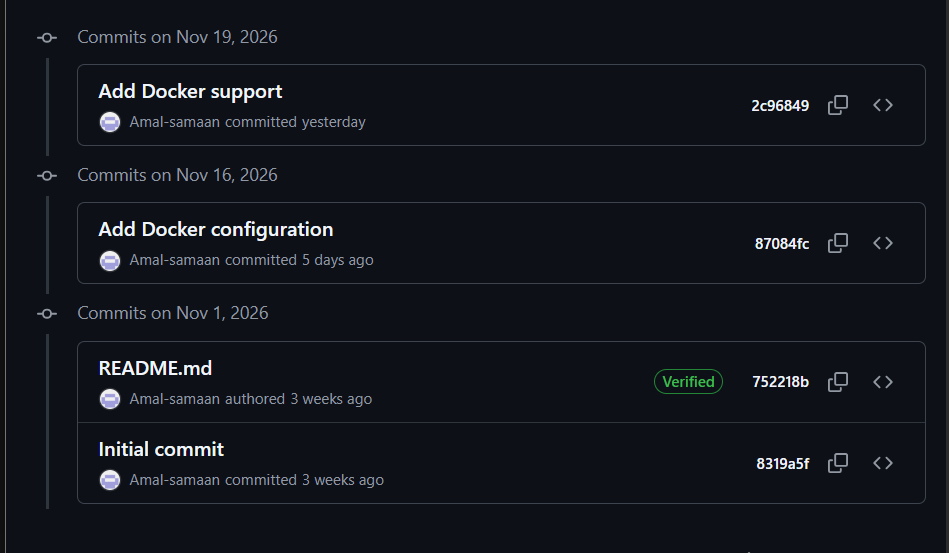 Commits on Nov 19, 2026
Add Docker support
Amal-samaan committed yesterday
2c96849
Commits on Nov 16, 2026
Add Docker configuration
Amal-samaan committed 5 days ago
87084fc
Commits on Nov 1, 2026
README.md
Amal-samaan authored 3 weeks ago
Verified
752218b
Initial commit
Amal-samaan committed 3 weeks ago
8319a5f